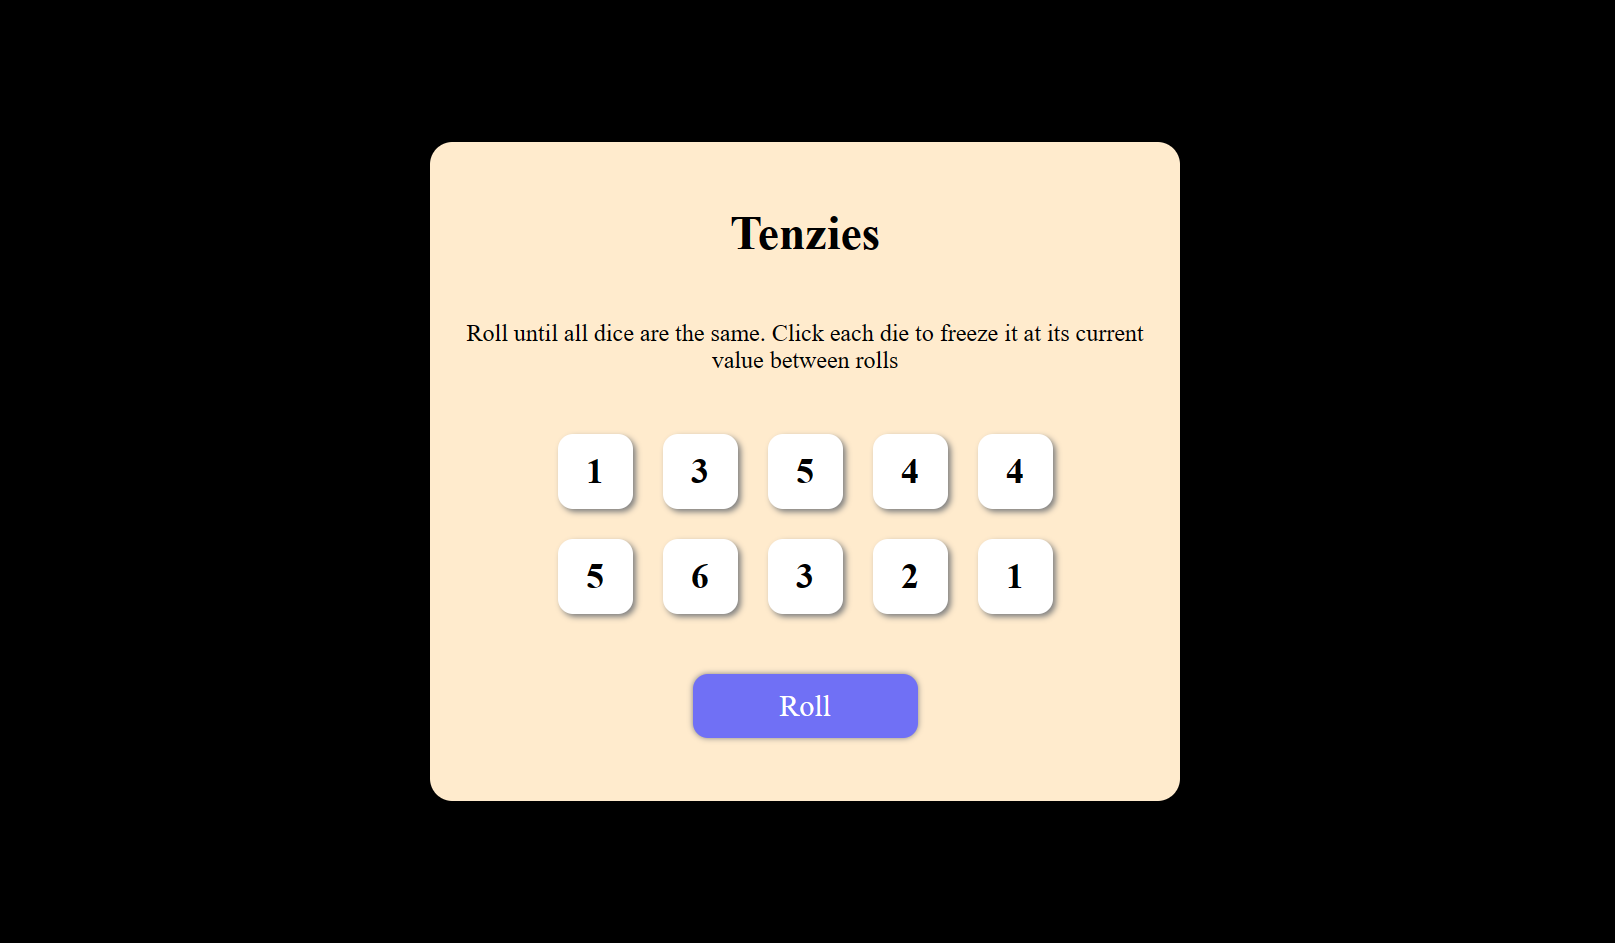 Tenzies
Roll until all dice are the same. Click each die to freeze it at its current
value between rolls
1 3 5 4 4
5 6 3 2 1
Roll